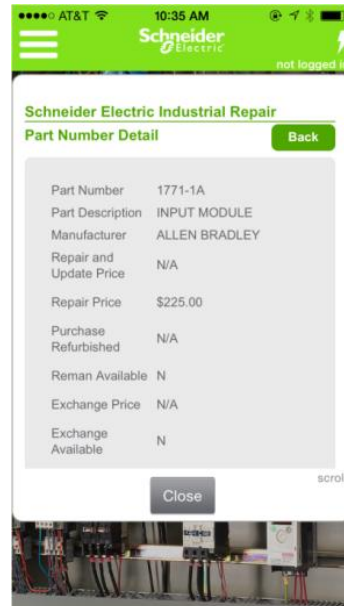 AT&T 10:35 AM
Schneider
Electric
not logged i
Schneider Electric Industrial Repair
Part Number Detail Back
Part Number 1771-1A
Part Description INPUT MODULE
Manufacturer ALLEN BRADLEY
Repair and
Update Price N/A
Repair Price $225.00
Purchase
Refurbished N/A
Reman Available N
Exchange Price N/A
Exchange
Available N
scrol
Close